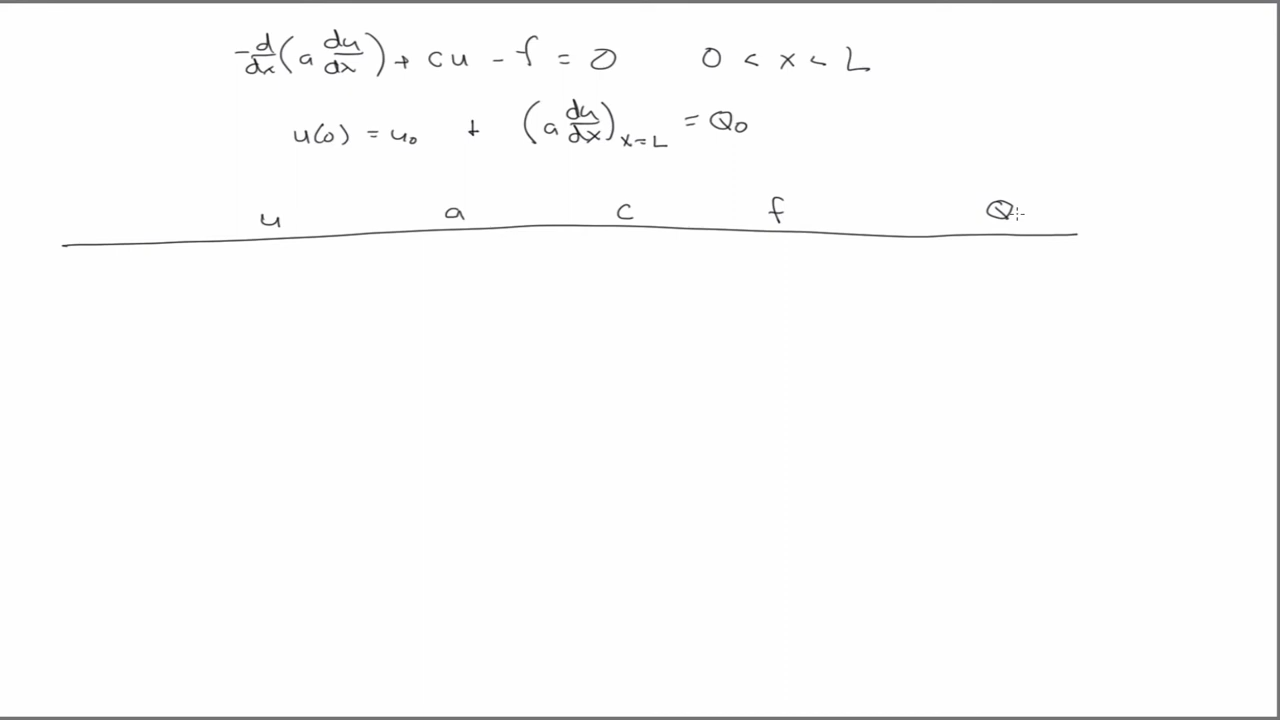 -d/dx (a du/dx) + cu - f = 0 0 < x < L
u(0) = u₀ + (a du/dx)ₓ₌L = Q₀
u a c f Q